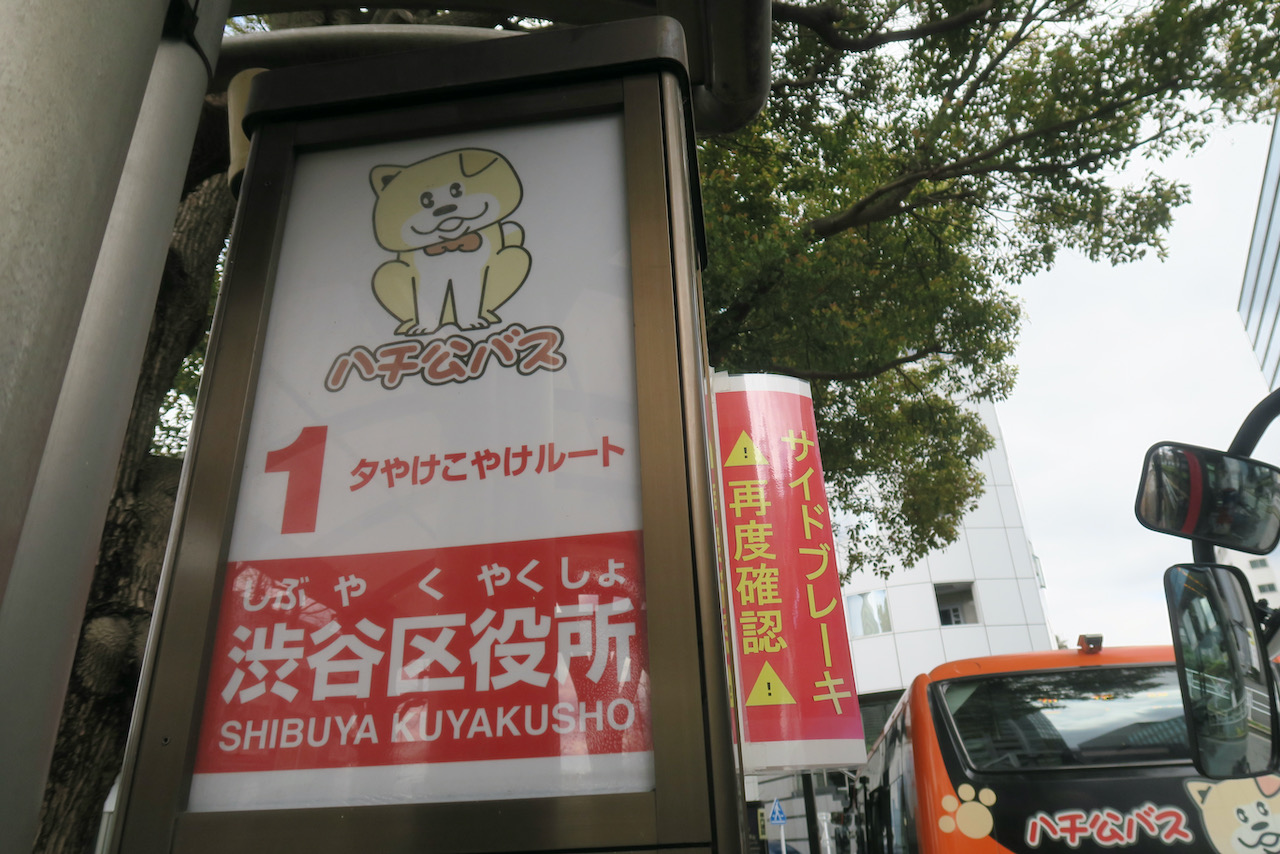 ハチ公バス
1
夕やけこやけルート
しぶ や く やくしょ
渋谷区役所
SHIBUYA KUYAKUSHO
サイドブレーキ
再度確認
ハチ公バス